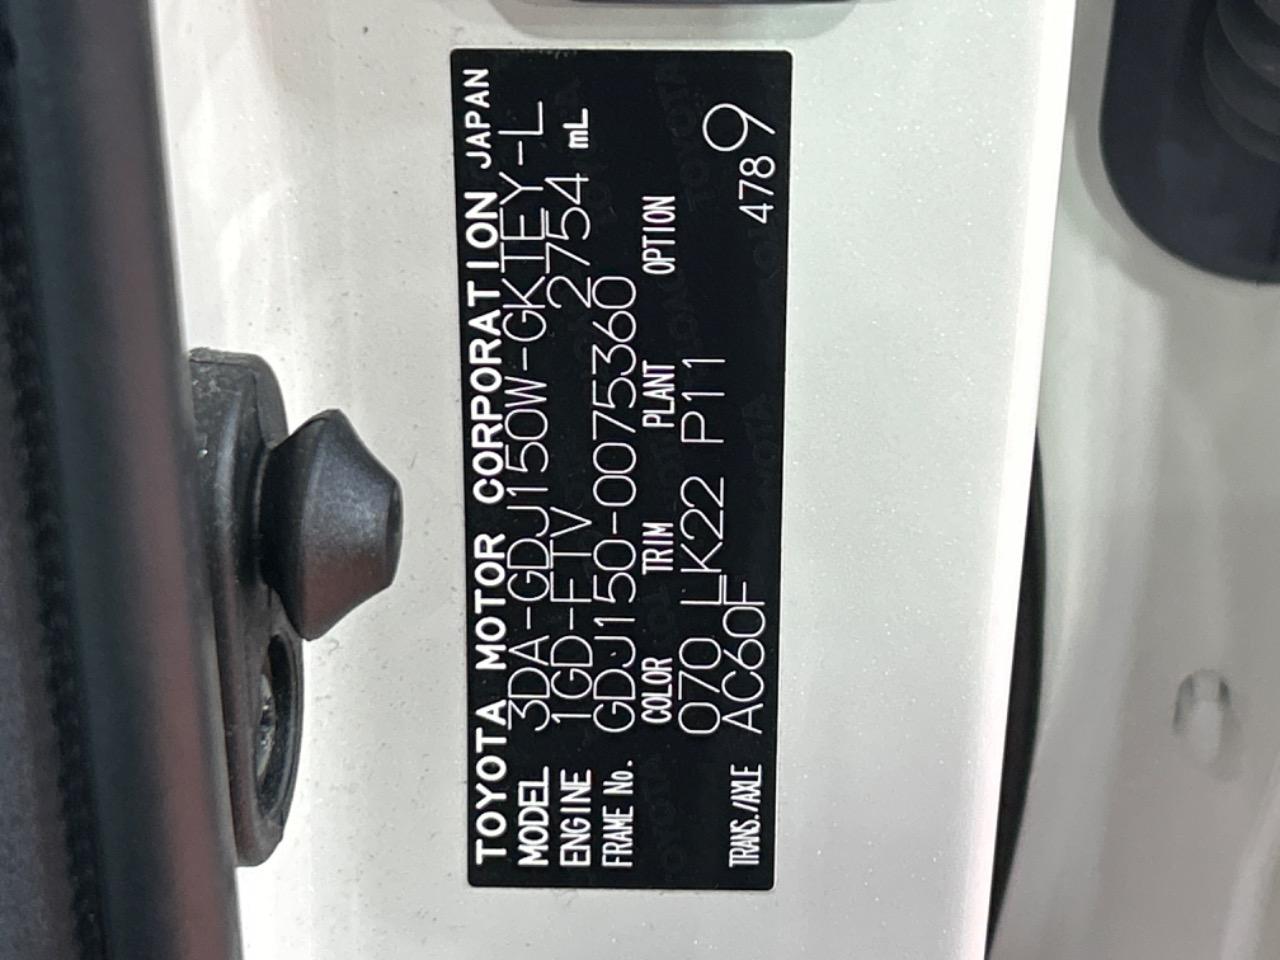 TOYOTA MOTOR CORPORATION JAPAN
MODEL 3DA-GDJ150W-GKTEY-L
ENGINE 1GD-FTV 2754 mL
FRAME No. GDJ150-0075360
COLOR TRIM PLANT OPTION
070 LK22 P11
TRANS./AXLE AC60F 4789